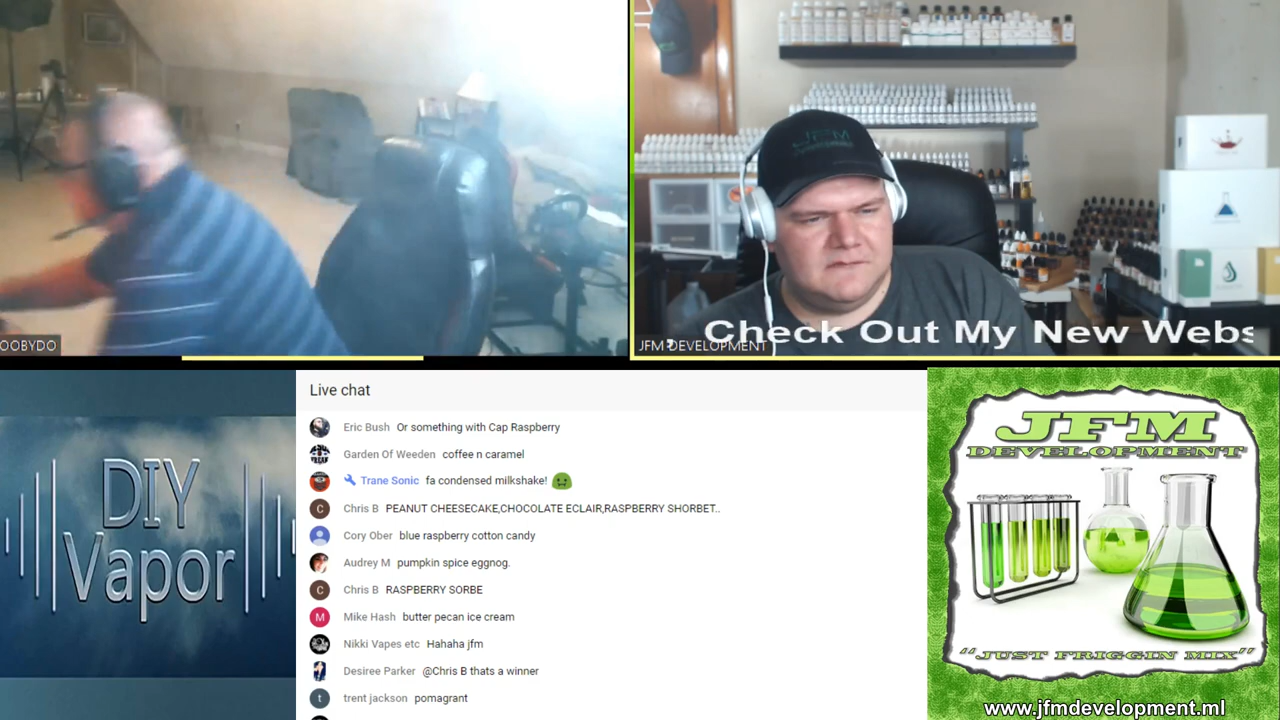 JFM
OOBYDO
JFM DEVELOPMENT
Check Out My New Webs
DIY
Vapor
Live chat
Eric Bush Or something with Cap Raspberry
Garden Of Weeden coffee n caramel
Trane Sonic fa condensed milkshake!
Chris B PEANUT CHEESECAKE,CHOCOLATE ECLAIR,RASPBERRY SHORBET..
Cory Ober blue raspberry cotton candy
Audrey M pumpkin spice eggnog.
Chris B RASPBERRY SORBE
Mike Hash butter pecan ice cream
Nikki Vapes etc Hahaha jfm
Desiree Parker @Chris B thats a winner
trent jackson pomagrant
C
C
M
t
JFM
DEVELOPMENT
"JUST FRIGGIN MIX"
www.jfmdevelopment.ml